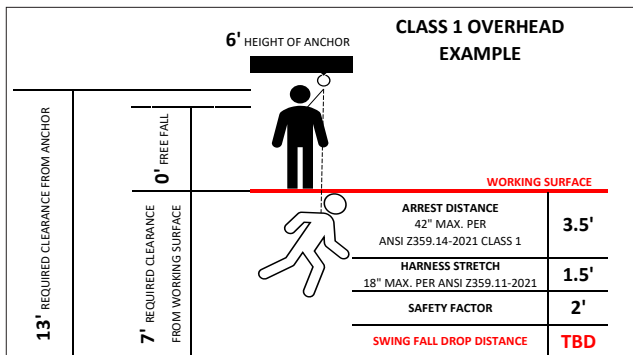 CLASS 1 OVERHEAD
EXAMPLE
6' HEIGHT OF ANCHOR
13' REQUIRED CLEARANCE FROM ANCHOR
0' FREE FALL
7' REQUIRED CLEARANCE
FROM WORKING SURFACE
WORKING SURFACE
ARREST DISTANCE
42" MAX. PER
ANSI Z359.14-2021 CLASS 1
3.5'
HARNESS STRETCH
18" MAX. PER ANSI Z359.11-2021
1.5'
SAFETY FACTOR
2'
SWING FALL DROP DISTANCE
TBD